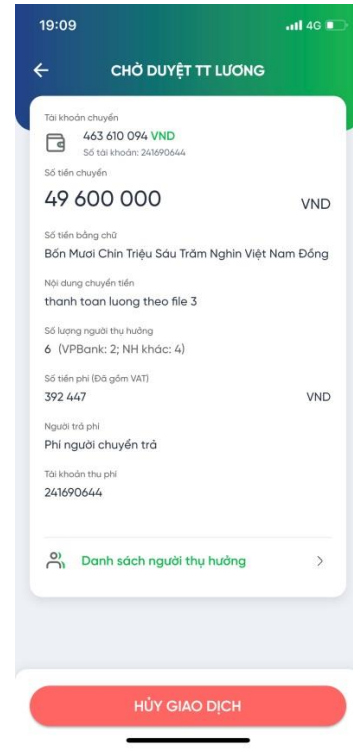 19:09
4G
CHỜ DUYỆT TT LƯƠNG
Tài khoản chuyển
463 610 094 VND
Số tài khoản: 241690644
Số tiền chuyển
49 600 000 VND
Số tiền bằng chữ
Bốn Mươi Chín Triệu Sáu Trăm Nghìn Việt Nam Đồng
Nội dung chuyển tiền
thanh toan luong theo file 3
Số lượng người thụ hưởng
6 (VPBank: 2; NH khác: 4)
Số tiền phí (Đã gồm VAT)
392 447 VND
Người trả phí
Phí người chuyển trả
Tài khoản thu phí
241690644
Danh sách người thụ hưởng
HỦY GIAO DỊCH